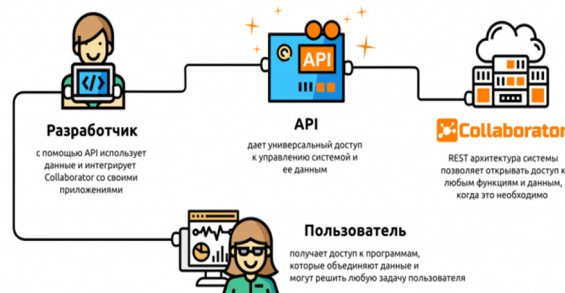 </>
API
Разработчик
с помощью API использует
данные и интегрирует
Collaborator со своими
приложениями
API
дает универсальный доступ
к управлению системой и
ее данным
Collaborator
REST архитектура системы
позволяет открывать доступ к
любым функциям и данным,
когда это необходимо
Пользователь
получает доступ к программам,
которые объединяют данные и
могут решить любую задачу пользователя